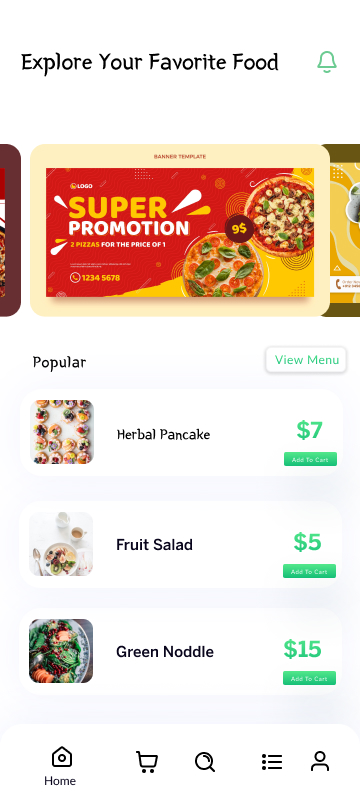 Explore Your Favorite Food
BANNER TEMPLATE
LOGO
SUPER
PROMOTION
2 PIZZAS FOR THE PRICE OF 1
9$
1234 5678
Popular
View Menu
Herbal Pancake
$7
Add To Cart
Fruit Salad
$5
Add To Cart
Green Noddle
$15
Add To Cart
Home